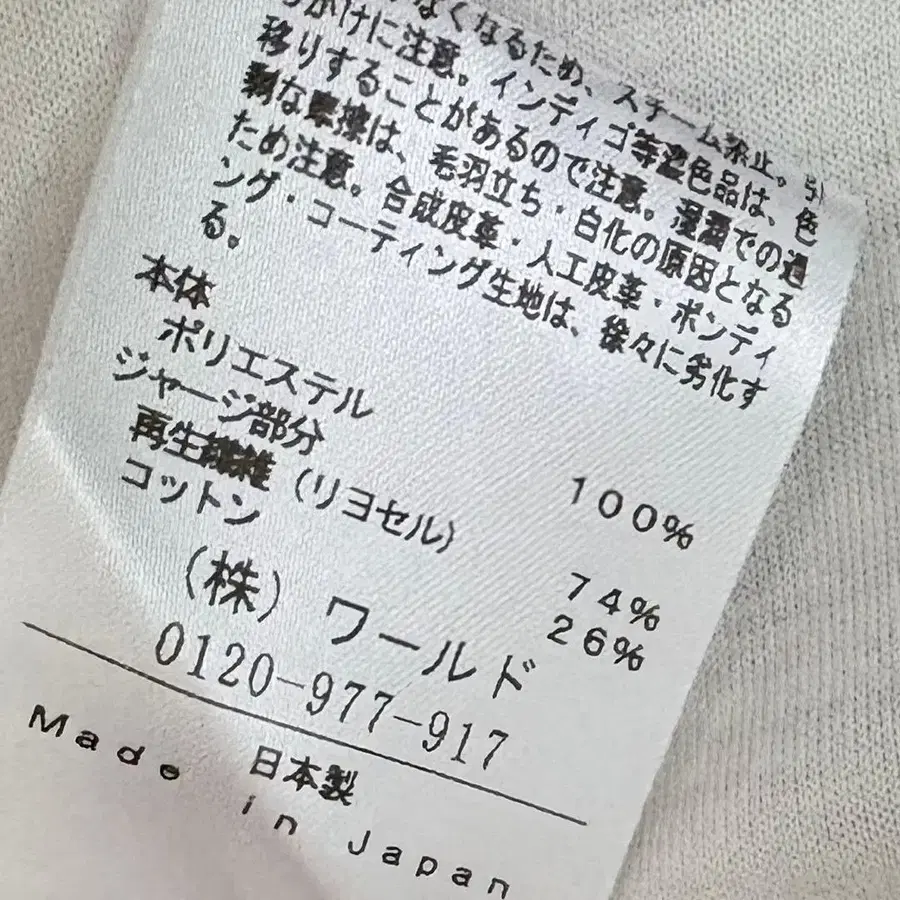 なくなるため、スチーム禁止。引
っかけに注意。インディゴ等濃色品は、色
移りすることがあるので注意。湿潤での過
剰な摩擦は、毛羽立ち・白化の原因となる
ため注意。合成皮革・人工皮革・ボンディ
ング・コーティング生地は、徐々に劣化す
る。
本体
ポリエステル 100%
ジャージ部分
再生繊維(リヨセル) 74%
コットン 26%
(株)ワールド
0120-977-917
日本製
Made in Japan